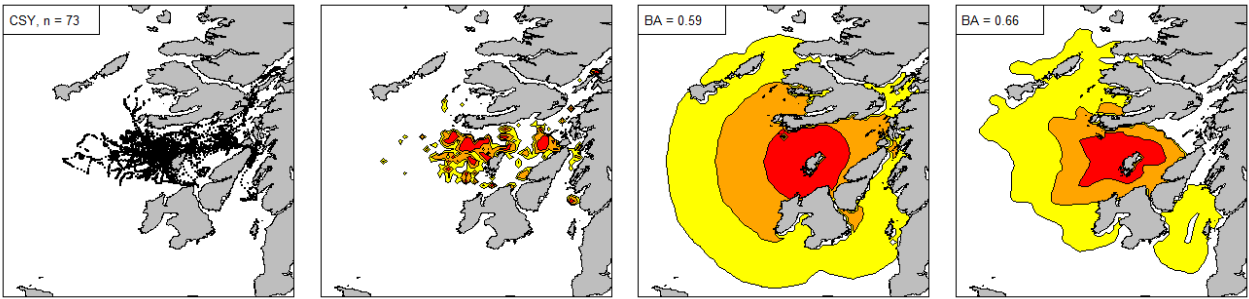 CSY, n = 73
BA = 0.59
BA = 0.66